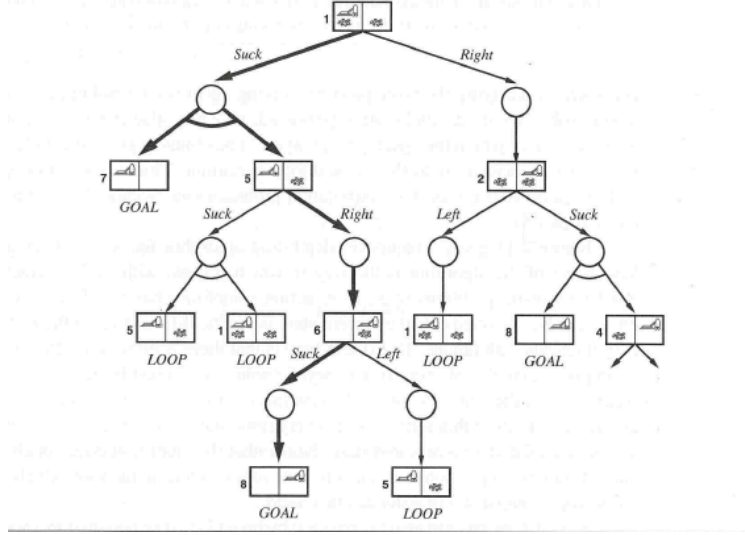 1
Suck Right
7 5 2
GOAL
Suck Right Left Suck
5 1 6 1 8 4
LOOP LOOP LOOP GOAL
Suck Left
8 5
GOAL LOOP